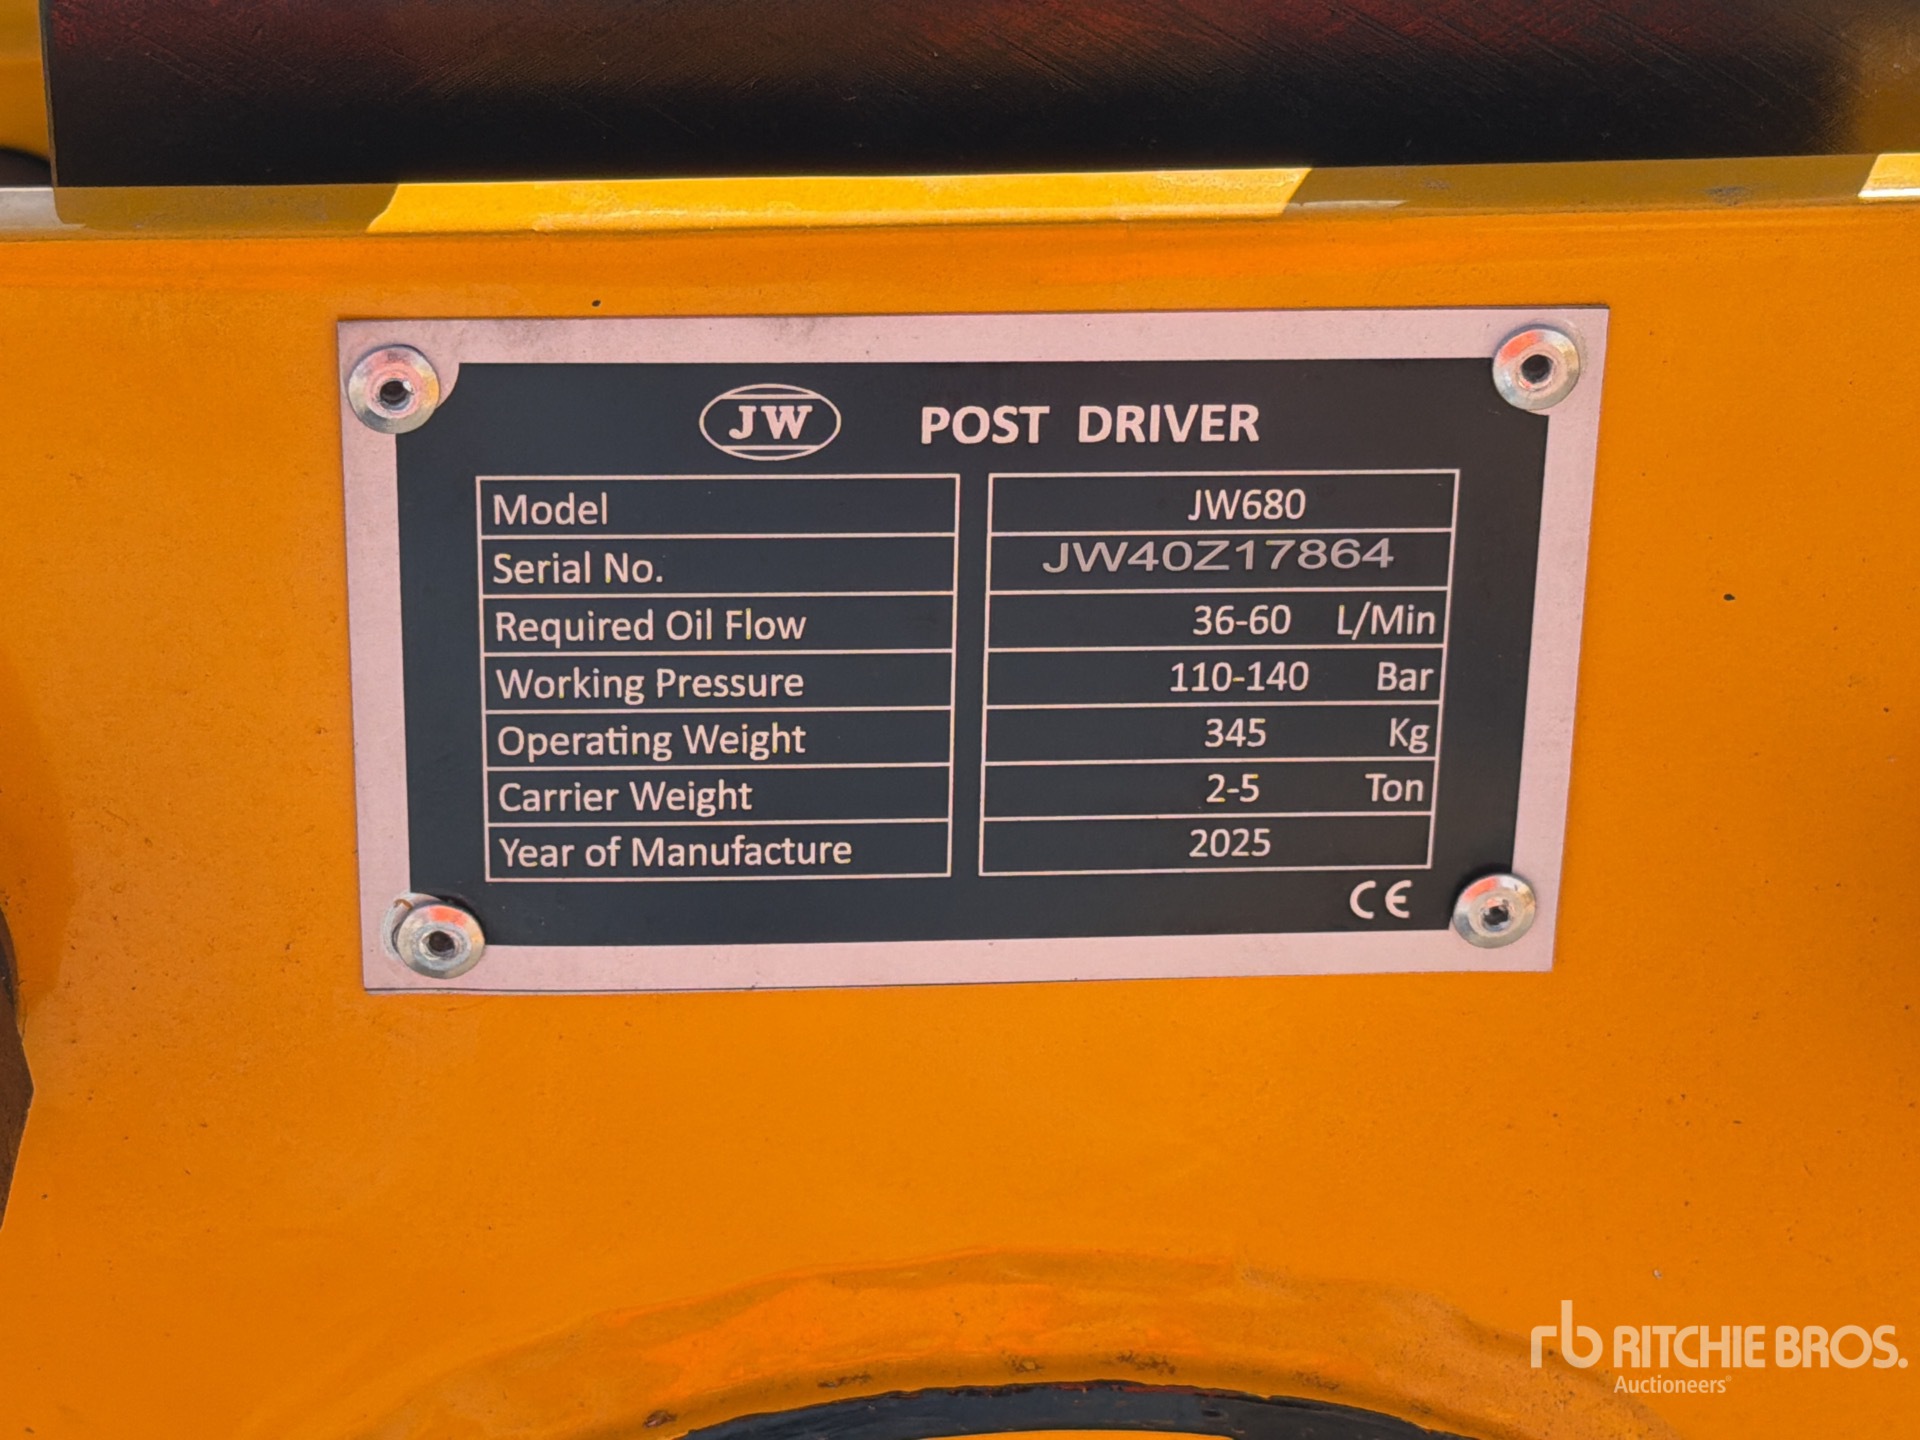 JW POST DRIVER
Model JW680
Serial No. JW40Z17864
Required Oil Flow 36-60 L/Min
Working Pressure 110-140 Bar
Operating Weight 345 Kg
Carrier Weight 2-5 Ton
Year of Manufacture 2025
CE
rb RITCHIE BROS.
Auctioneers